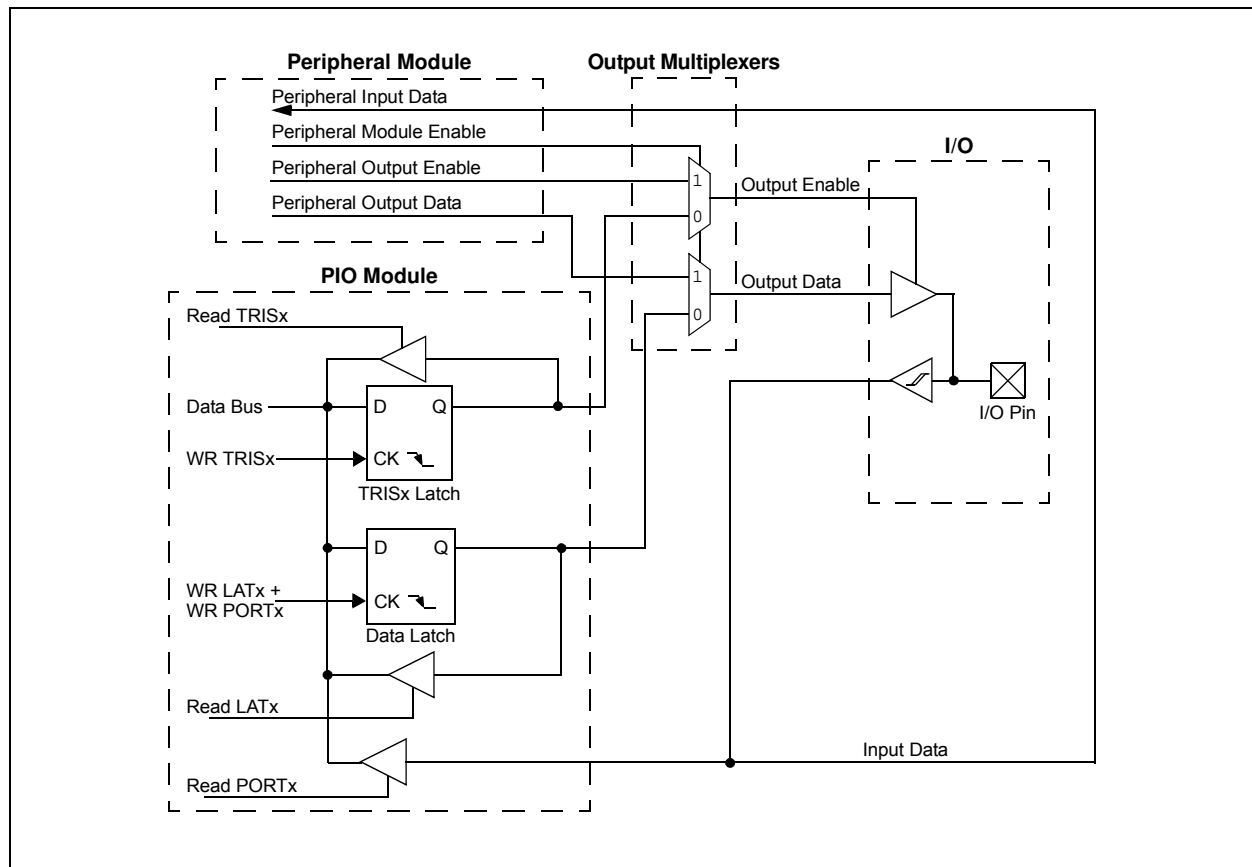 Peripheral Module
Output Multiplexers
Peripheral Input Data
Peripheral Module Enable
I/O
Peripheral Output Enable
1
Output Enable
Peripheral Output Data
0
PIO Module
1
Output Data
Read TRISx
0
Data Bus
D
Q
I/O Pin
WR TRISx
CK
TRISx Latch
D
Q
WR LATx +
WR PORTx
CK
Data Latch
Read LATx
Input Data
Read PORTx